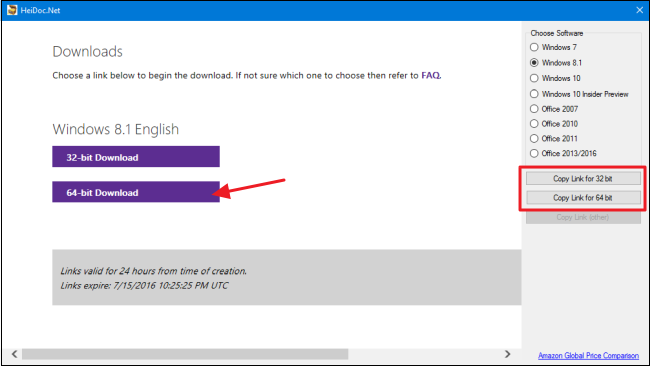 HeiDoc.Net
Downloads
Choose a link below to begin the download. If not sure which one to choose then refer to FAQ.
Windows 8.1 English
32-bit Download
64-bit Download
Links valid for 24 hours from time of creation.
Links expire: 7/15/2016 10:25:25 PM UTC
Choose Software
Windows 7
Windows 8.1
Windows 10
Windows 10 Insider Preview
Office 2007
Office 2010
Office 2011
Office 2013/2016
Copy Link for 32 bit
Copy Link for 64 bit
Copy Link (other)
Amazon Global Price Comparison